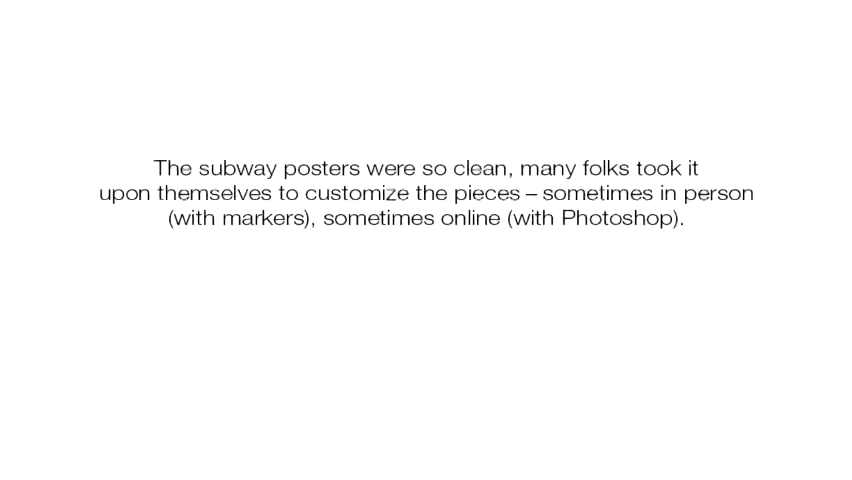 The subway posters were so clean, many folks took it
upon themselves to customize the pieces – sometimes in person
(with markers), sometimes online (with Photoshop).